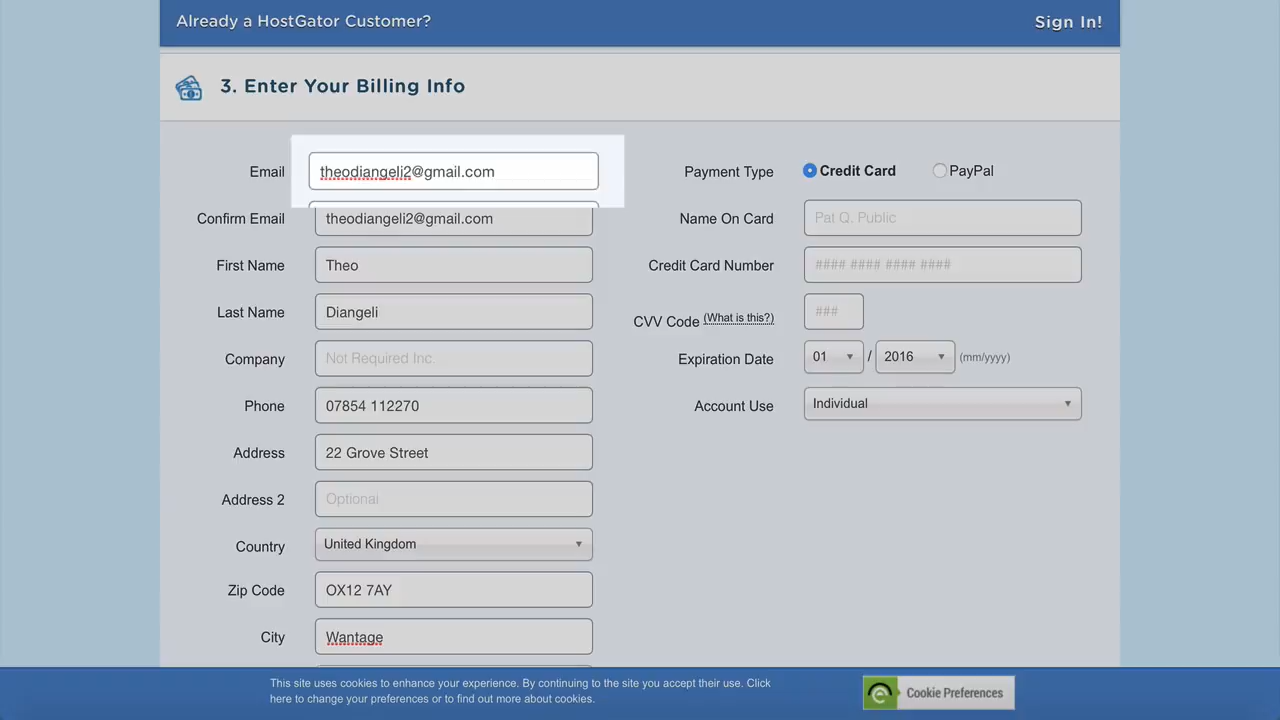 Already a HostGator Customer? Sign In!
3. Enter Your Billing Info
Email theodiangeli2@gmail.com
Confirm Email theodiangeli2@gmail.com
First Name Theo
Last Name Diangeli
Company Not Required Inc.
Phone 07854 112270
Address 22 Grove Street
Address 2 Optional
Country United Kingdom
Zip Code OX12 7AY
City Wantage
Payment Type Credit Card PayPal
Name On Card Pat Q. Public
Credit Card Number #### #### #### ####
CVV Code (What is this?) ###
Expiration Date 01 / 2016 (mm/yyyy)
Account Use Individual
This site uses cookies to enhance your experience. By continuing to the site you accept their use. Click
here to change your preferences or to find out more about cookies.
Cookie Preferences